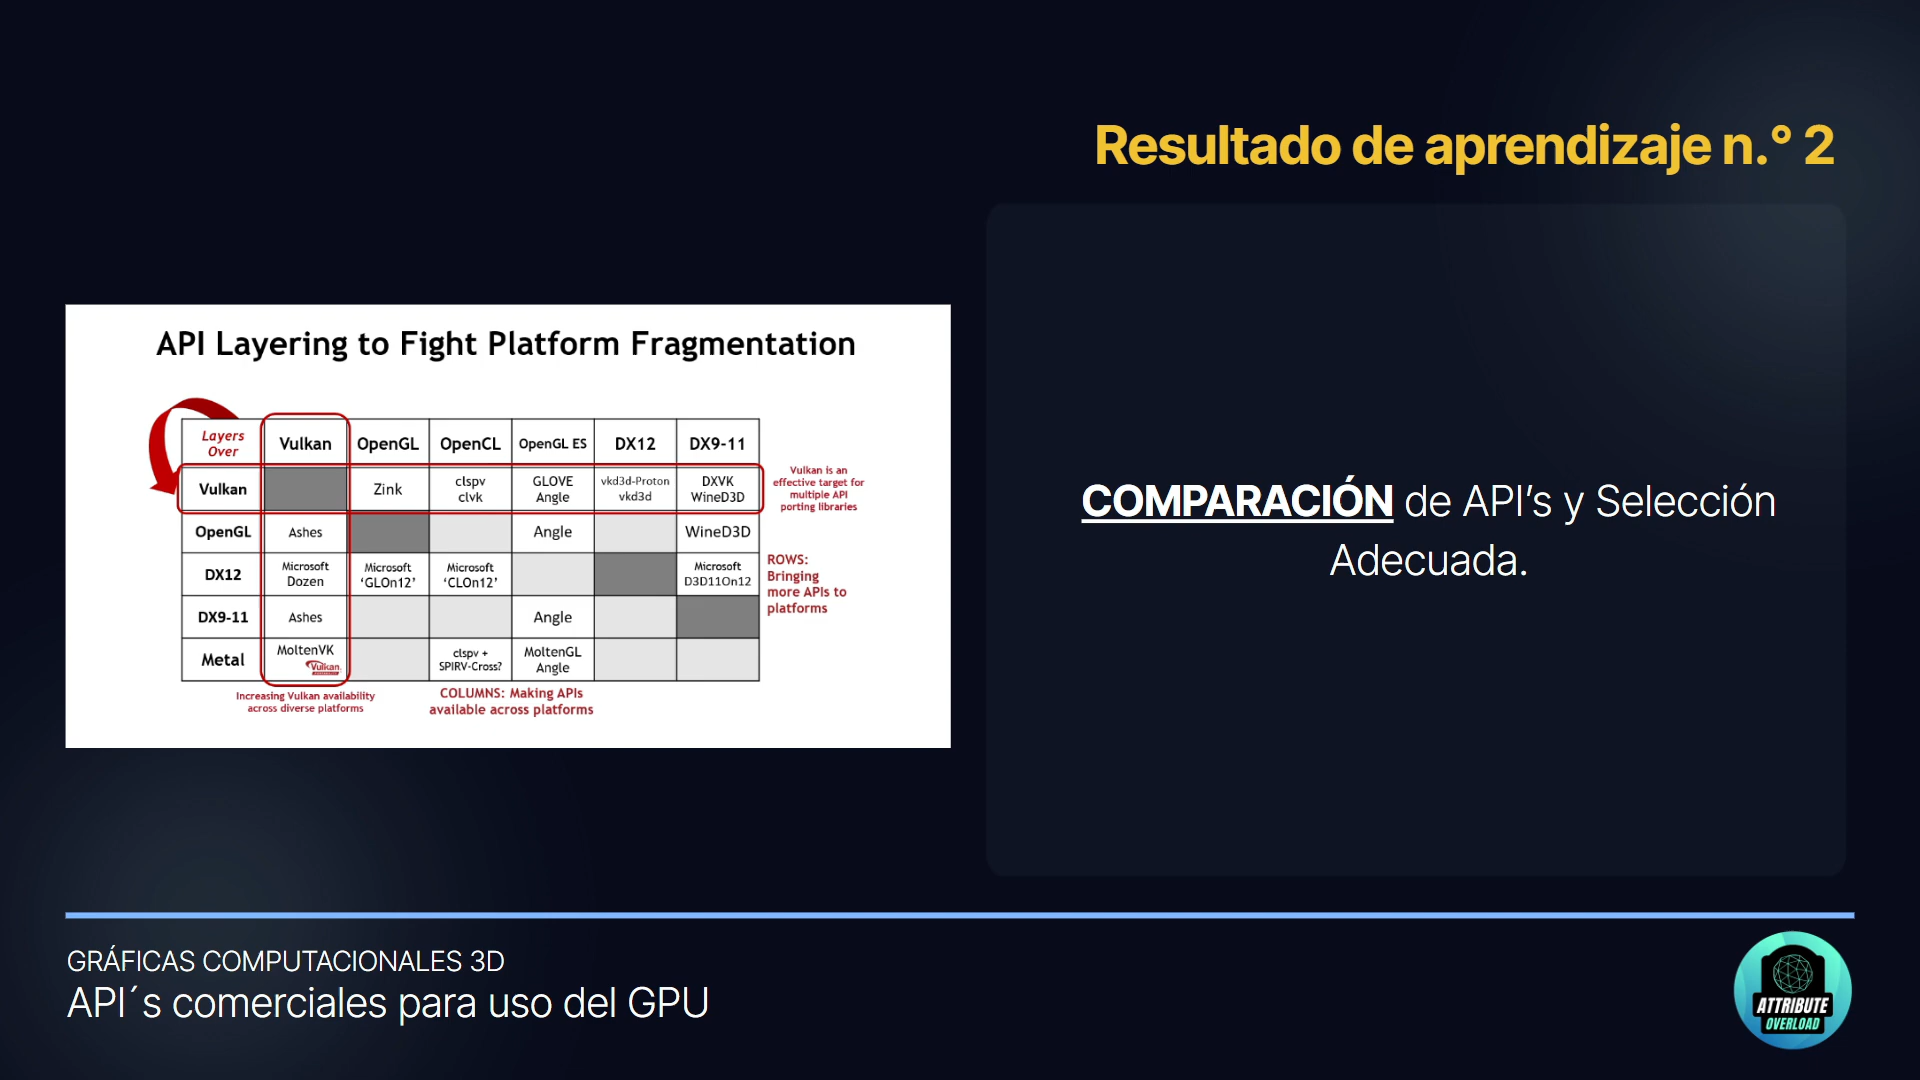 Resultado de aprendizaje n.° 2
API Layering to Fight Platform Fragmentation
Layers Over Vulkan OpenGL OpenCL OpenGL ES DX12 DX9-11
Vulkan Zink clspv clvk GLOVE Angle vkd3d-Proton vkd3d DXVK WineD3D
Vulkan is an
effective target for
multiple API
porting libraries
OpenGL Ashes Angle WineD3D
DX12 Microsoft Dozen Microsoft ‘GLOn12’ Microsoft ‘CLOn12’ Microsoft D3D11On12
ROWS:
Bringing
more APIs to
platforms
DX9-11 Ashes Angle
Metal MoltenVK Vulkan. clspv + SPIRV-Cross? MoltenGL Angle
Increasing Vulkan availability
across diverse platforms
COLUMNS: Making APIs
available across platforms
COMPARACIÓN de API’s y Selección
Adecuada.
GRÁFICAS COMPUTACIONALES 3D
API´s comerciales para uso del GPU
ATTRIBUTE
OVERLOAD